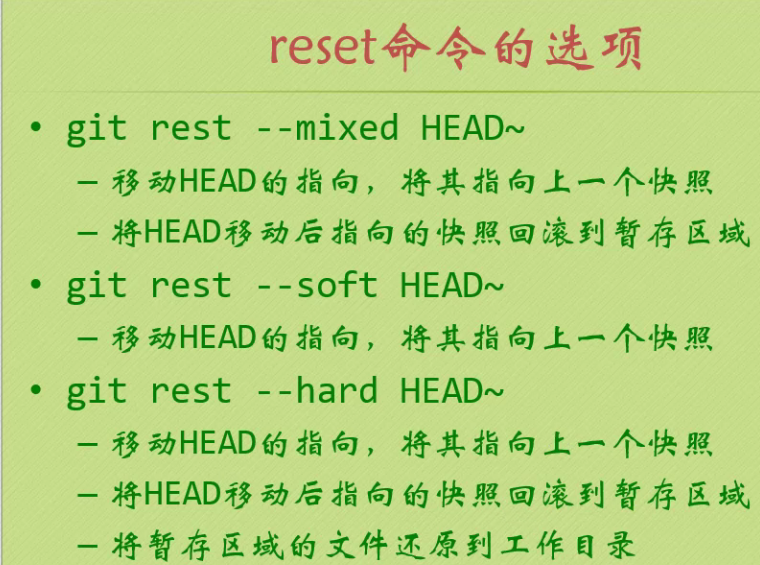 reset命令的选项
• git rest --mixed HEAD~
– 移动HEAD的指向，将其指向上一个快照
– 将HEAD移动后指向的快照回滚到暂存区域
• git rest --soft HEAD~
– 移动HEAD的指向，将其指向上一个快照
• git rest --hard HEAD~
– 移动HEAD的指向，将其指向上一个快照
– 将HEAD移动后指向的快照回滚到暂存区域
– 将暂存区域的文件还原到工作目录